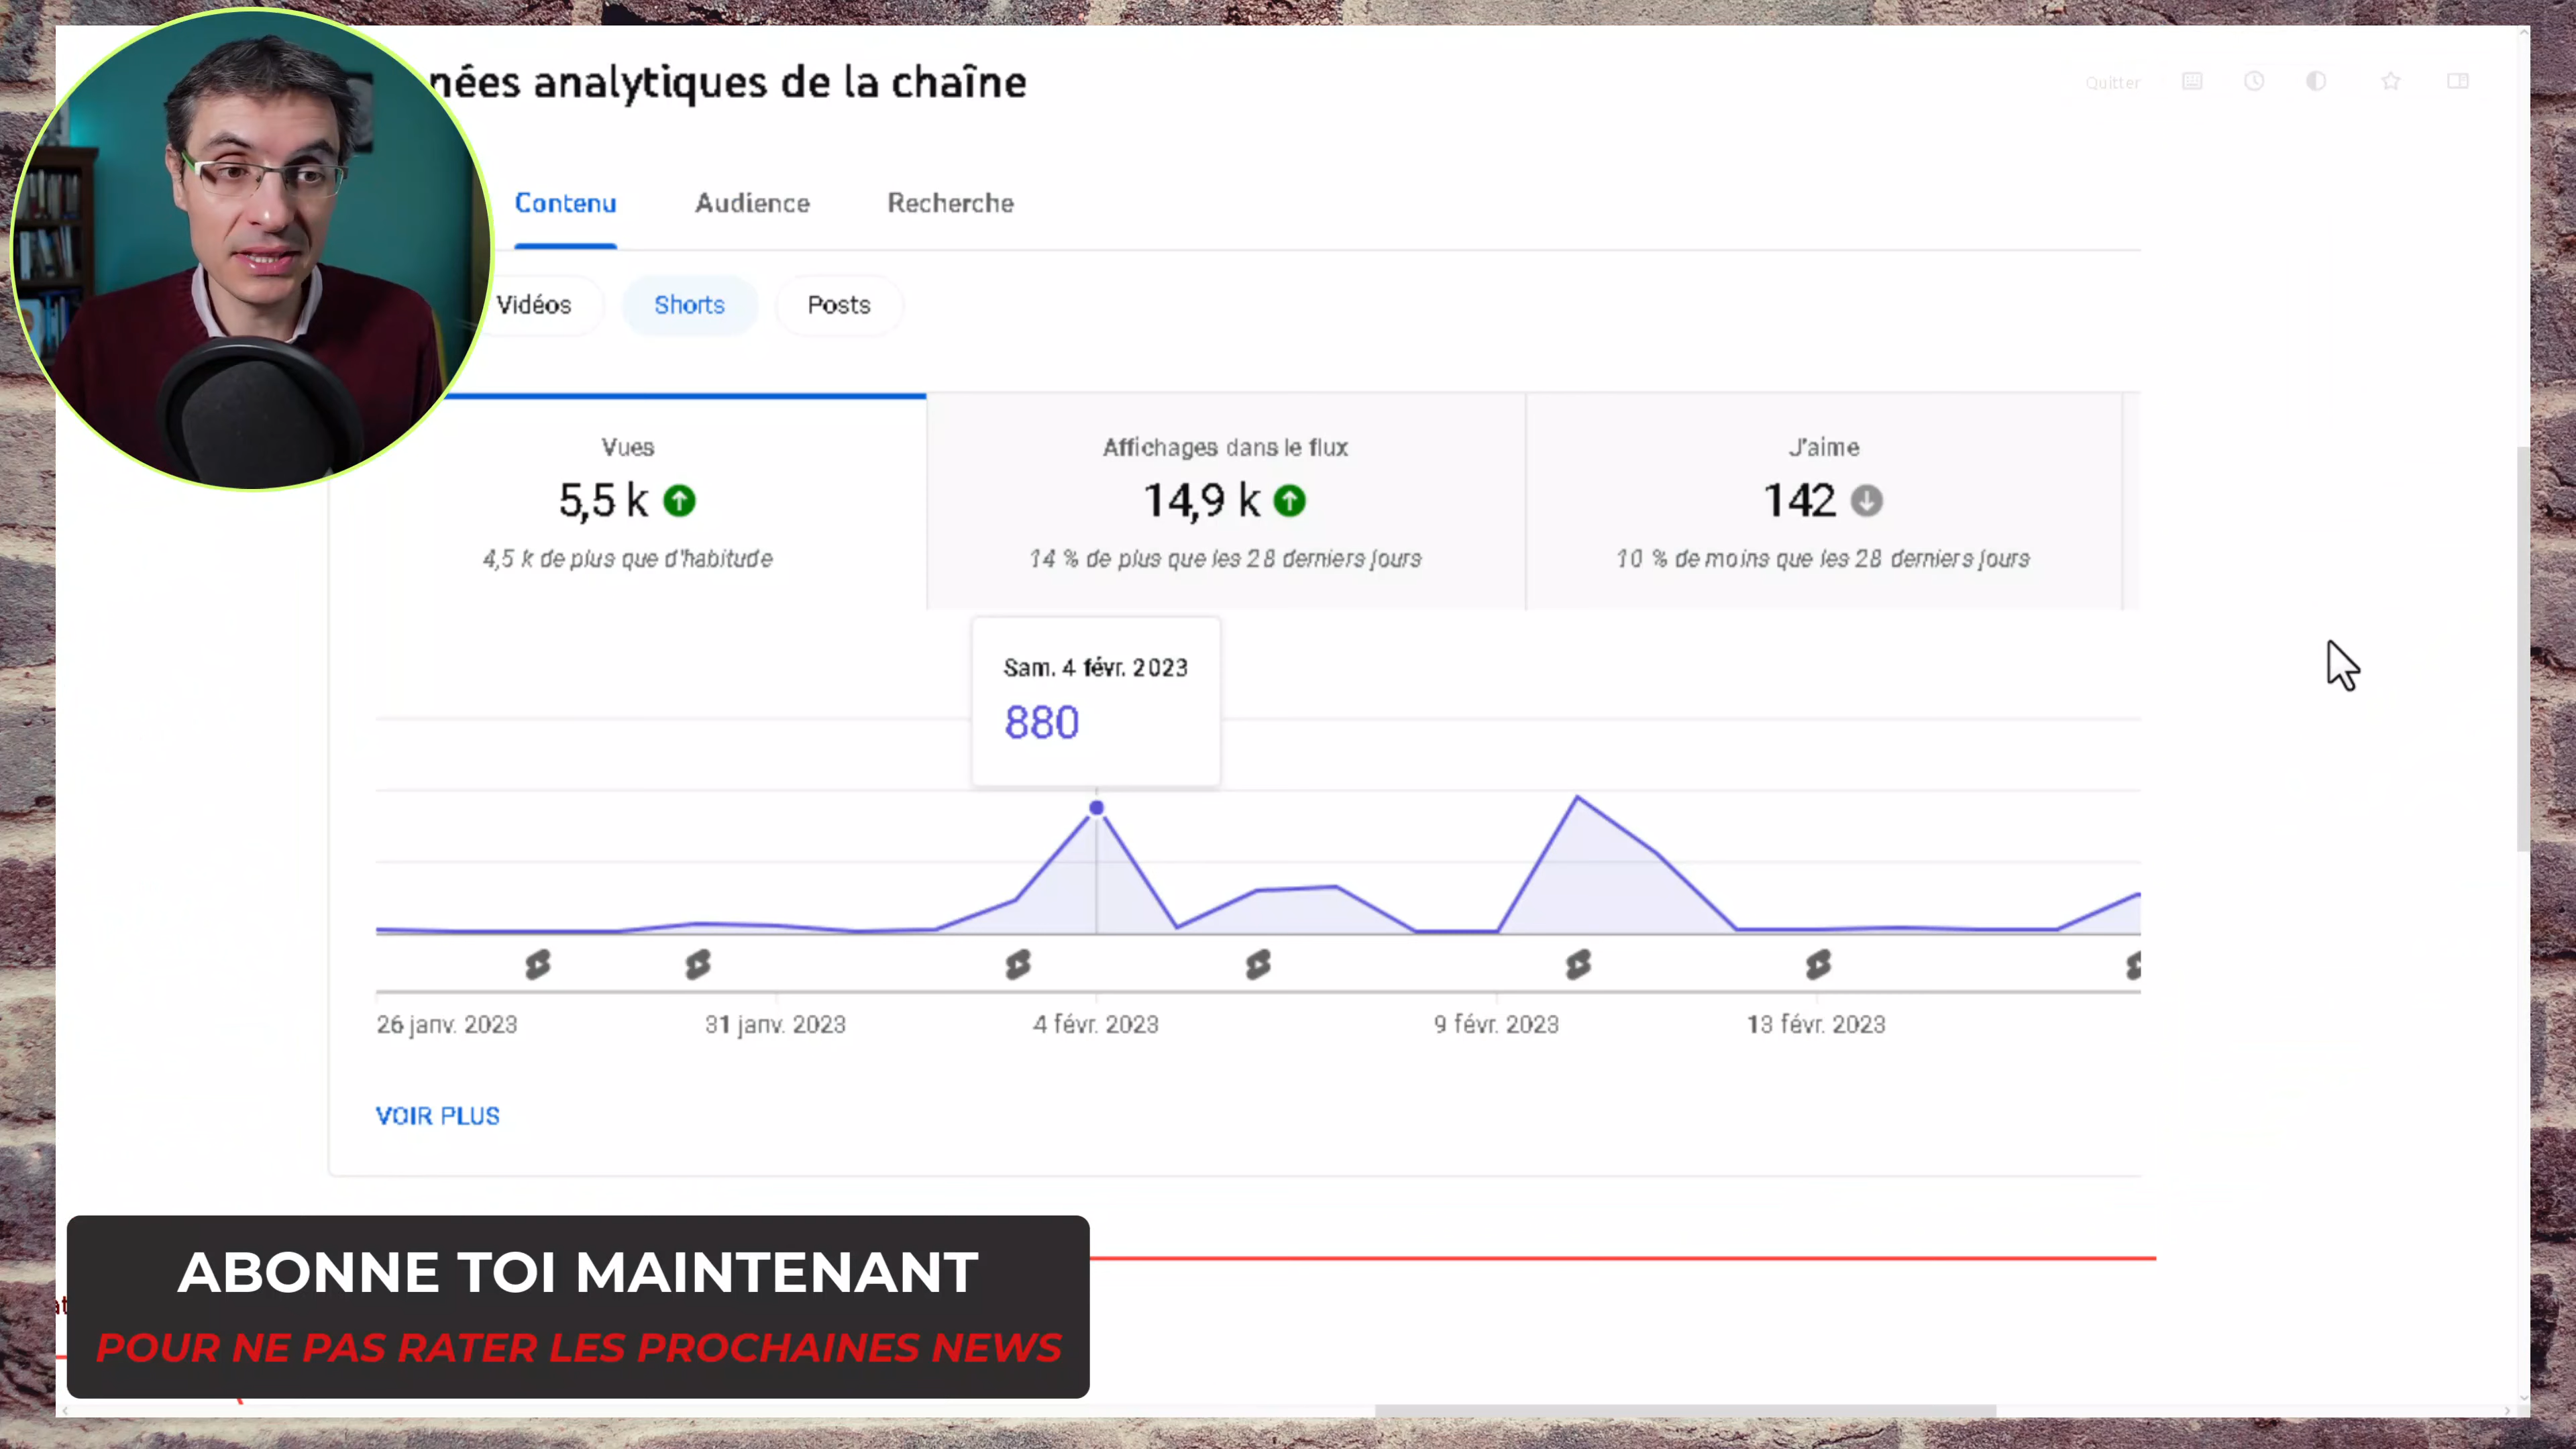 nées analytiques de la chaîne
Quitter
Contenu
Audience
Recherche
Vidéos
Shorts
Posts
Vues
5,5 k
4,5 k de plus que d'habitude
Affichages dans le flux
14,9 k
14 % de plus que les 28 derniers jours
J'aime
142
10 % de moins que les 28 derniers jours
Sam. 4 févr. 2023
880
26 janv. 2023
31 janv. 2023
4 févr. 2023
9 févr. 2023
13 févr. 2023
VOIR PLUS
ABONNE TOI MAINTENANT
POUR NE PAS RATER LES PROCHAINES NEWS